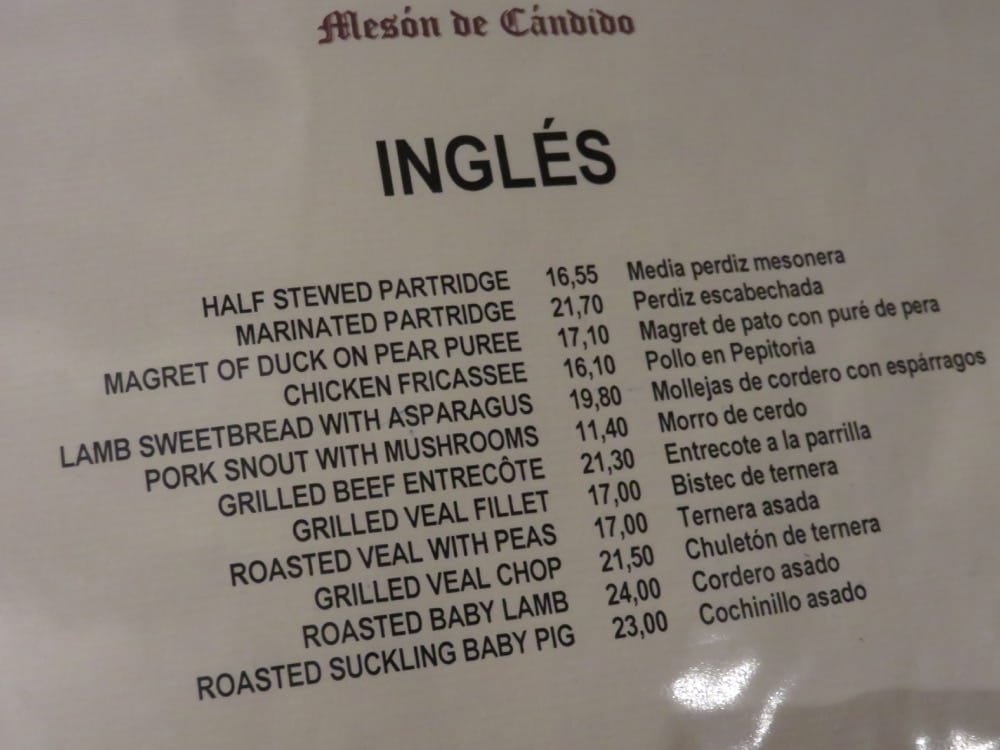 Mesón de Cándido
INGLÉS
HALF STEWED PARTRIDGE 16,55 Media perdiz mesonera
MARINATED PARTRIDGE 21,70 Perdiz escabechada
MAGRET OF DUCK ON PEAR PUREE 17,10 Magret de pato con puré de pera
CHICKEN FRICASSEE 16,10 Pollo en Pepitoria
LAMB SWEETBREAD WITH ASPARAGUS 19,80 Mollejas de cordero con espárragos
PORK SNOUT WITH MUSHROOMS 11,40 Morro de cerdo
GRILLED BEEF ENTRECÔTE 21,30 Entrecote a la parrilla
GRILLED VEAL FILLET 17,00 Bistec de ternera
ROASTED VEAL WITH PEAS 17,00 Ternera asada
GRILLED VEAL CHOP 21,50 Chuletón de ternera
ROASTED BABY LAMB 24,00 Cordero asado
ROASTED SUCKLING BABY PIG 23,00 Cochinillo asado